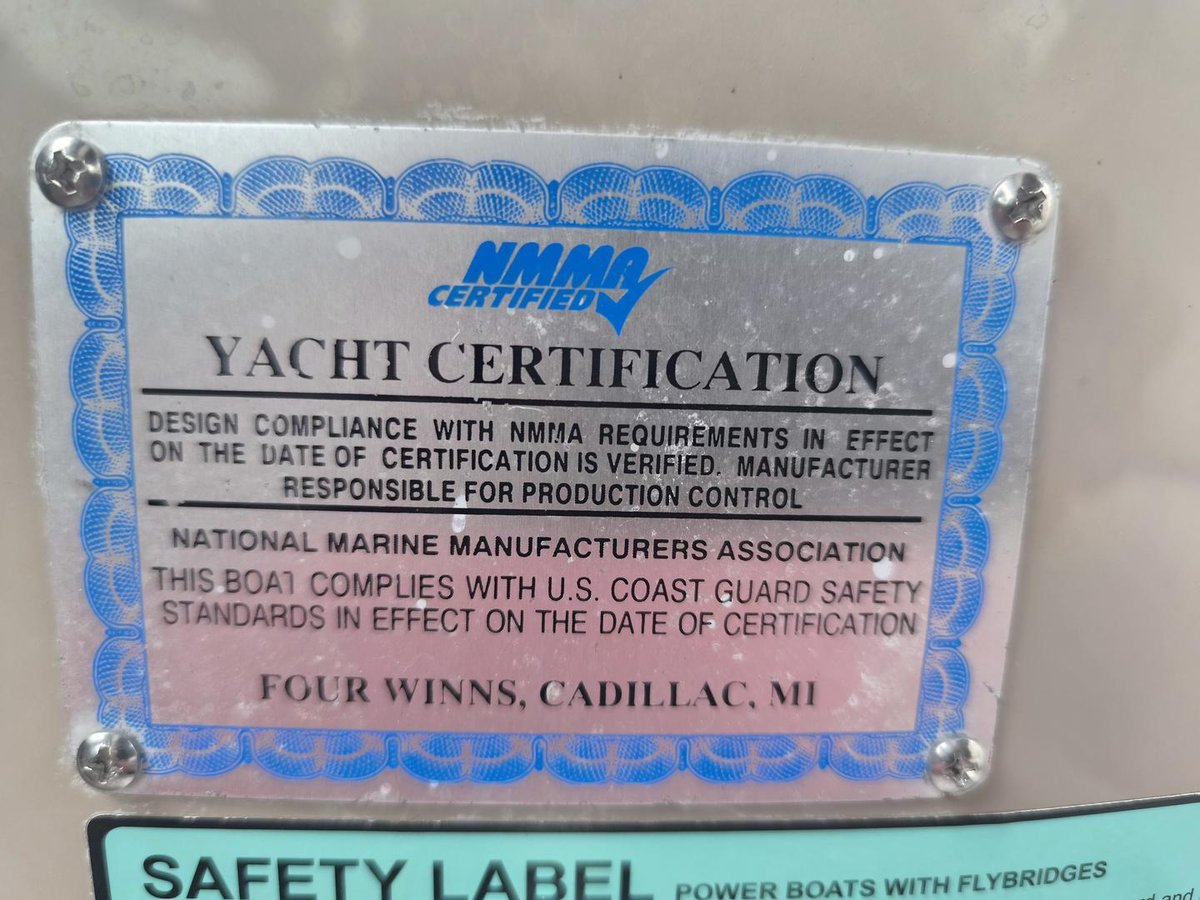 NMMA
CERTIFIED
YACHT CERTIFICATION
DESIGN COMPLIANCE WITH NMMA REQUIREMENTS IN EFFECT
ON THE DATE OF CERTIFICATION IS VERIFIED. MANUFACTURER
RESPONSIBLE FOR PRODUCTION CONTROL
NATIONAL MARINE MANUFACTURERS ASSOCIATION
THIS BOAT COMPLIES WITH U.S. COAST GUARD SAFETY
STANDARDS IN EFFECT ON THE DATE OF CERTIFICATION
FOUR WINNS, CADILLAC, MI
SAFETY LABEL POWER BOATS WITH FLYBRIDGES
and